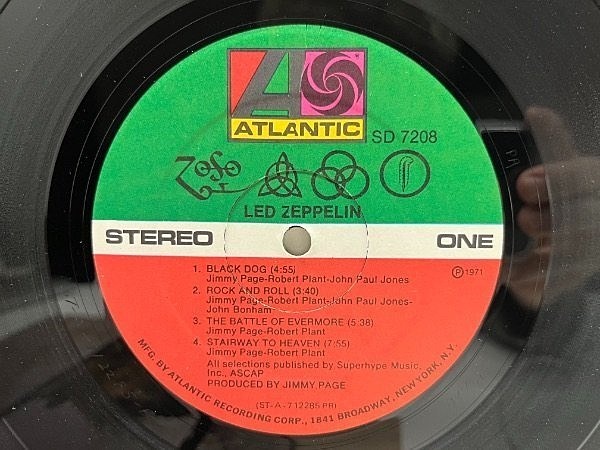 ATLANTIC
SD 7208
LED ZEPPELIN
STEREO ONE
1. BLACK DOG (4:55)
Jimmy Page-Robert Plant-John Paul Jones
℗ 1971
2. ROCK AND ROLL (3:40)
Jimmy Page-Robert Plant-John Paul Jones-
John Bonham
3. THE BATTLE OF EVERMORE (5:38)
Jimmy Page-Robert Plant
4. STAIRWAY TO HEAVEN (7:55)
Jimmy Page-Robert Plant
All selections published by Superhype Music,
Inc., ASCAP
PRODUCED BY JIMMY PAGE
(ST-A-712285 PR)
MFG. BY ATLANTIC RECORDING CORP., 1841 BROADWAY, NEW YORK, N.Y.